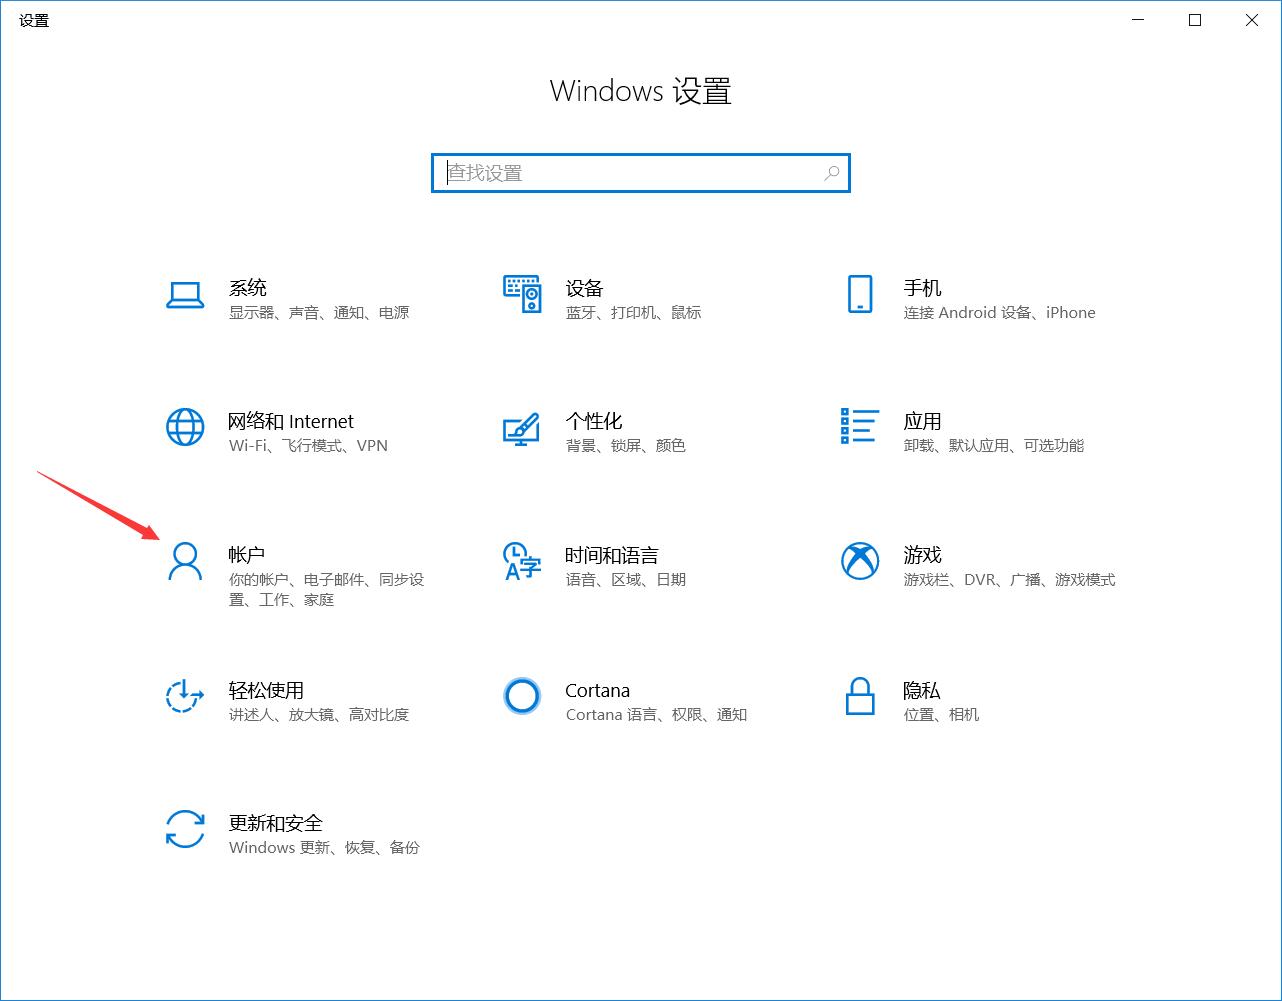 设置
Windows 设置
查找设置
系统
显示器、声音、通知、电源
设备
蓝牙、打印机、鼠标
手机
连接 Android 设备、iPhone
网络和 Internet
Wi-Fi、飞行模式、VPN
个性化
背景、锁屏、颜色
应用
卸载、默认应用、可选功能
帐户
你的帐户、电子邮件、同步设
置、工作、家庭
时间和语言
语音、区域、日期
游戏
游戏栏、DVR、广播、游戏模式
轻松使用
讲述人、放大镜、高对比度
Cortana
Cortana 语言、权限、通知
隐私
位置、相机
更新和安全
Windows 更新、恢复、备份